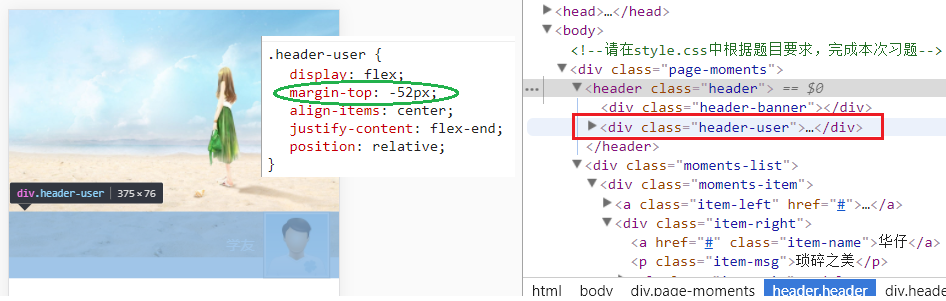 .header-user {
display: flex;
margin-top: -52px;
align-items: center;
justify-content: flex-end;
position: relative;
}
div.header-user 375×76
学友
<head>…</head>
<body>
<!--请在style.css中根据题目要求，完成本次习题-->
<div class="page-moments">
<header class="header"> == $0
<div class="header-banner"></div>
<div class="header-user">…</div>
</header>
<div class="moments-list">
<div class="moments-item">
<a class="item-left" href="#">…</a>
<div class="item-right">
<a href="#" class="item-name">华仔</a>
<p class="item-msg">琐碎之美</p>
html body div.page-moments header.header div.heade